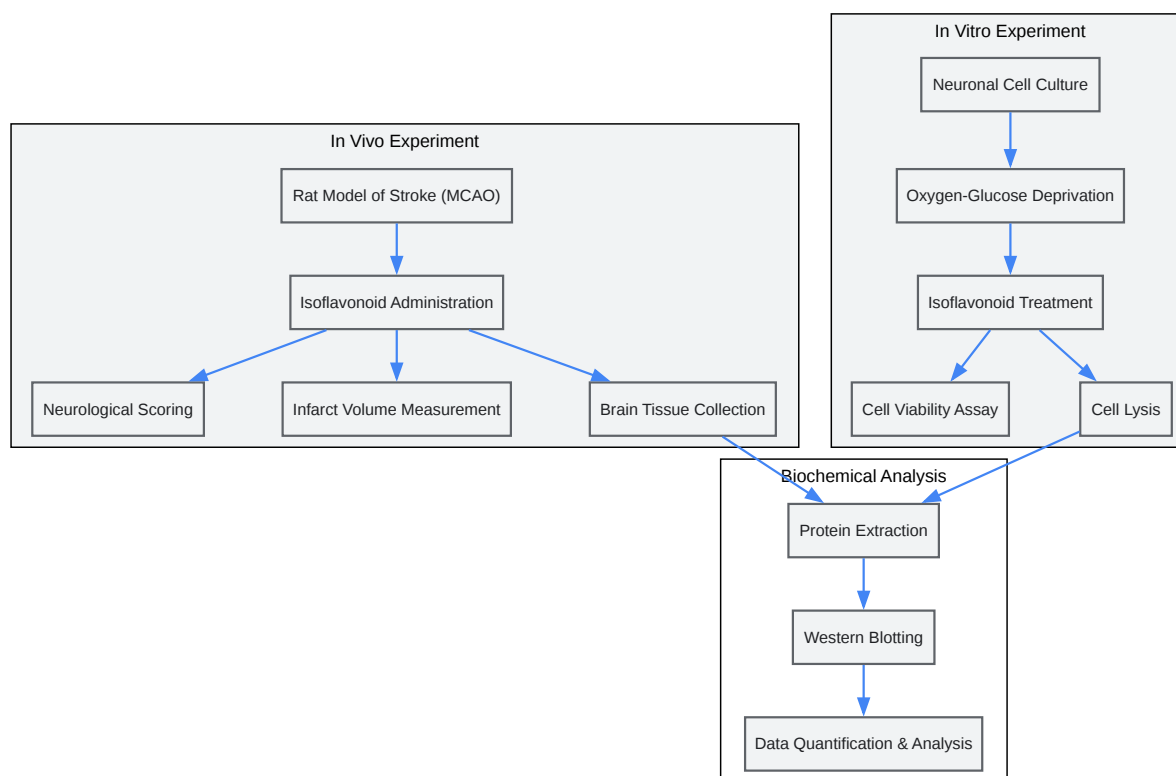 In Vivo Experiment
Rat Model of Stroke (MCAO)
Isoflavonoid Administration
Neurological Scoring
Infarct Volume Measurement
Brain Tissue Collection
In Vitro Experiment
Neuronal Cell Culture
Oxygen-Glucose Deprivation
Isoflavonoid Treatment
Cell Viability Assay
Cell Lysis
Biochemical Analysis
Protein Extraction
Western Blotting
Data Quantification & Analysis